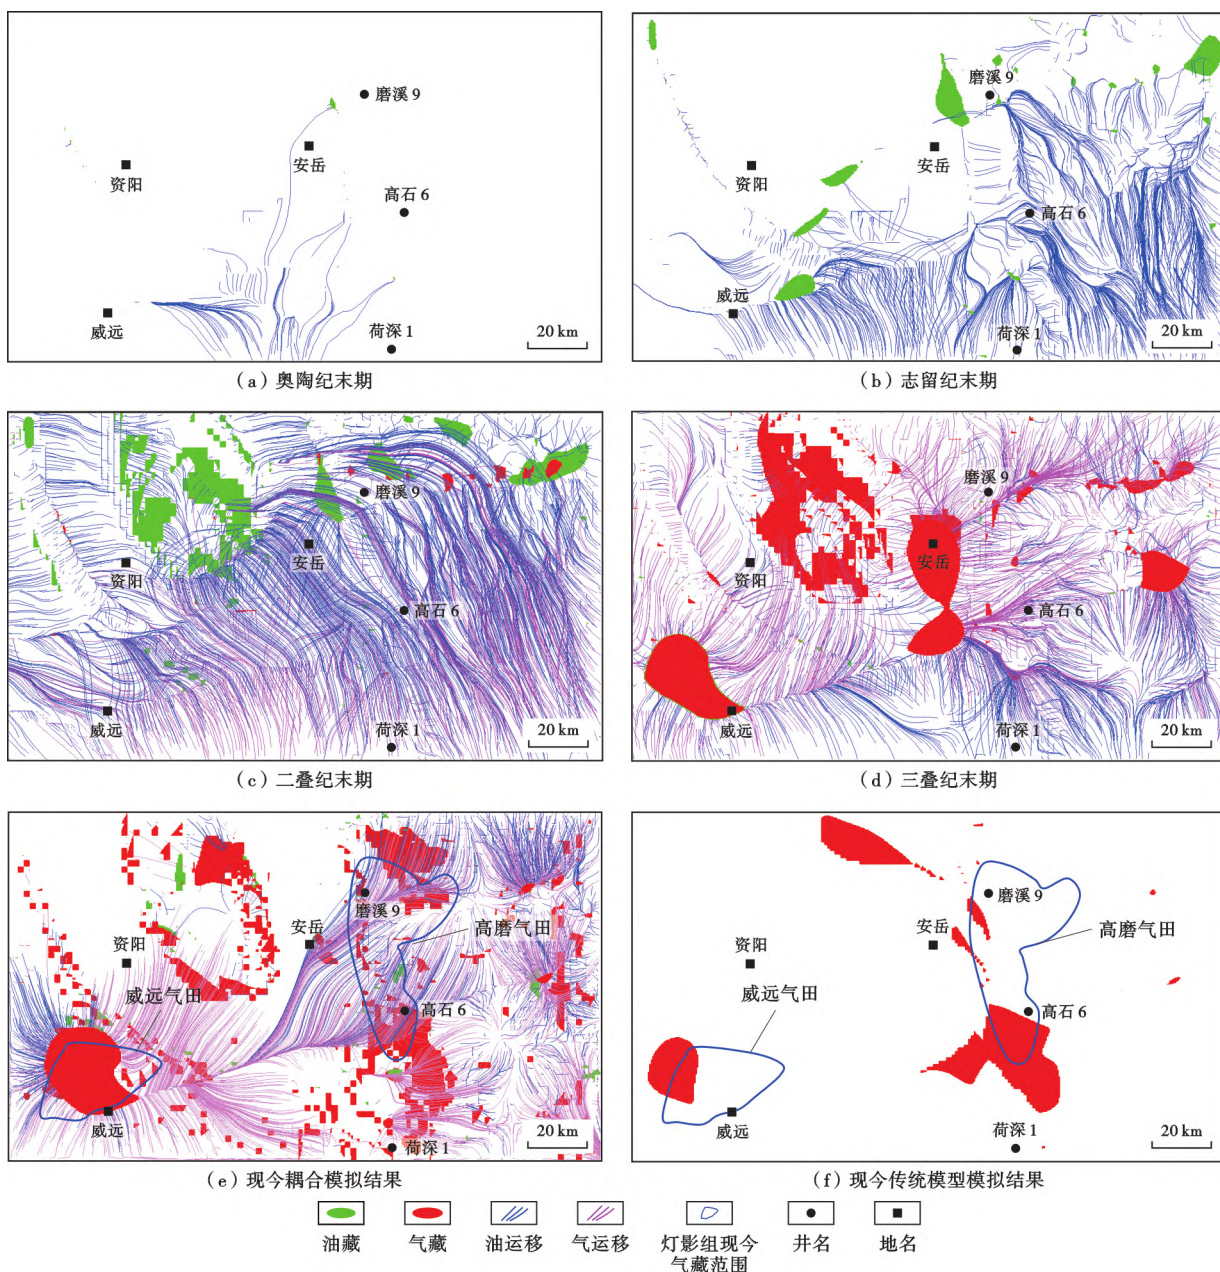 磨溪 9
安岳
资阳
高石 6
威远
荷深 1
20 km
(a) 奥陶纪末期
磨溪 9
安岳
资阳
高石 6
威远
荷深 1
20 km
(b) 志留纪末期
磨溪 9
安岳
资阳
高石 6
威远
荷深 1
20 km
(c) 二叠纪末期
磨溪 9
安岳
资阳
高石 6
威远
荷深 1
20 km
(d) 三叠纪末期
磨溪 9
安岳
高磨气田
资阳
威远气田
高石 6
威远
荷深 1
20 km
(e) 现今耦合模拟结果
磨溪 9
高磨气田
安岳
资阳
威远气田
高石 6
威远
荷深 1
20 km
(f) 现今传统模型模拟结果
油藏
气藏
油运移
气运移
灯影组现今
气藏范围
井名
地名